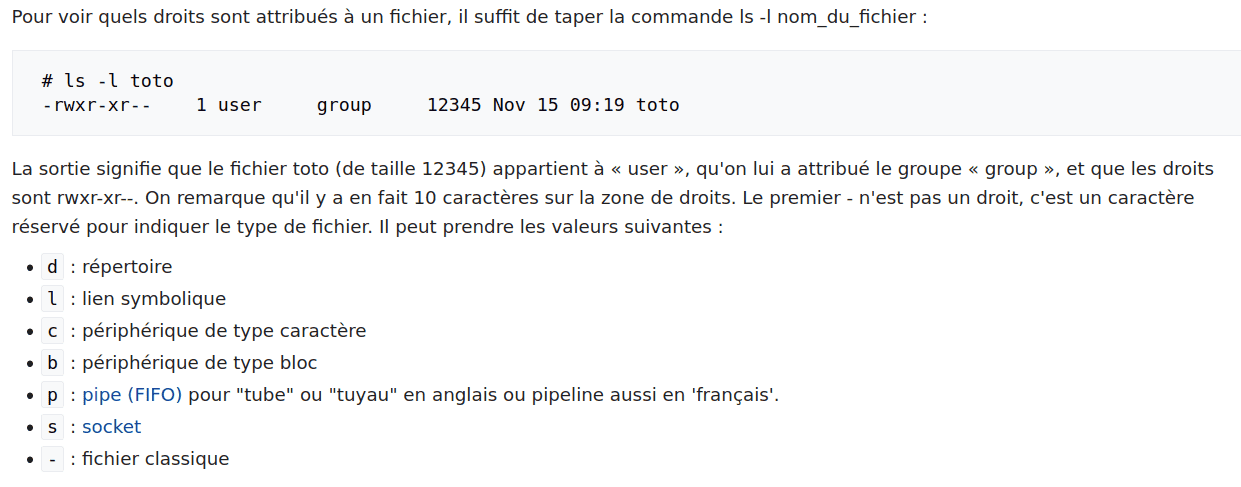 Pour voir quels droits sont attribués à un fichier, il suffit de taper la commande ls -l nom_du_fichier :
# ls -l toto
-rwxr-xr--    1 user     group     12345 Nov 15 09:19 toto
La sortie signifie que le fichier toto (de taille 12345) appartient à « user », qu'on lui a attribué le groupe « group », et que les droits
sont rwxr-xr--. On remarque qu'il y a en fait 10 caractères sur la zone de droits. Le premier - n'est pas un droit, c'est un caractère
réservé pour indiquer le type de fichier. Il peut prendre les valeurs suivantes :
• d : répertoire
• l : lien symbolique
• c : périphérique de type caractère
• b : périphérique de type bloc
• p : pipe (FIFO) pour "tube" ou "tuyau" en anglais ou pipeline aussi en 'français'.
• s : socket
• - : fichier classique